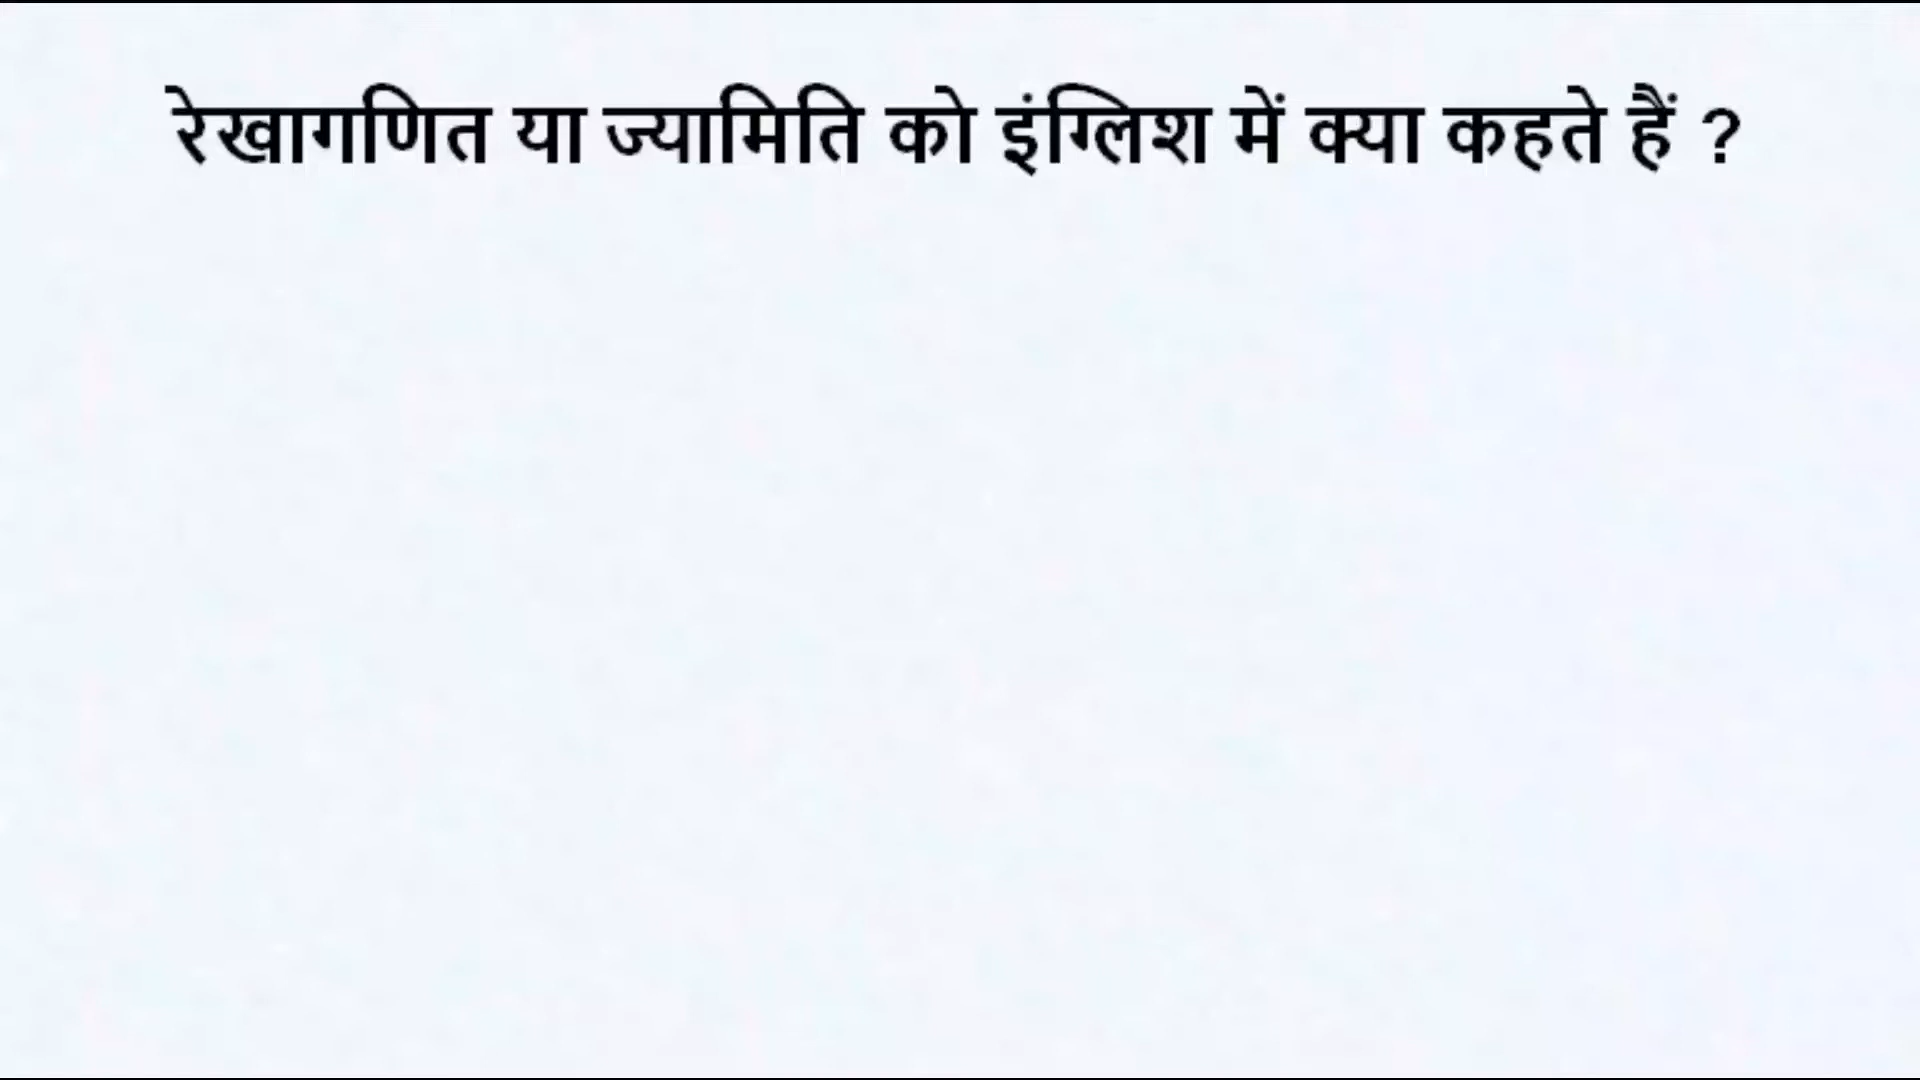 रेखागणित या ज्यामिति को इंग्लिश में क्या कहते हैं ?